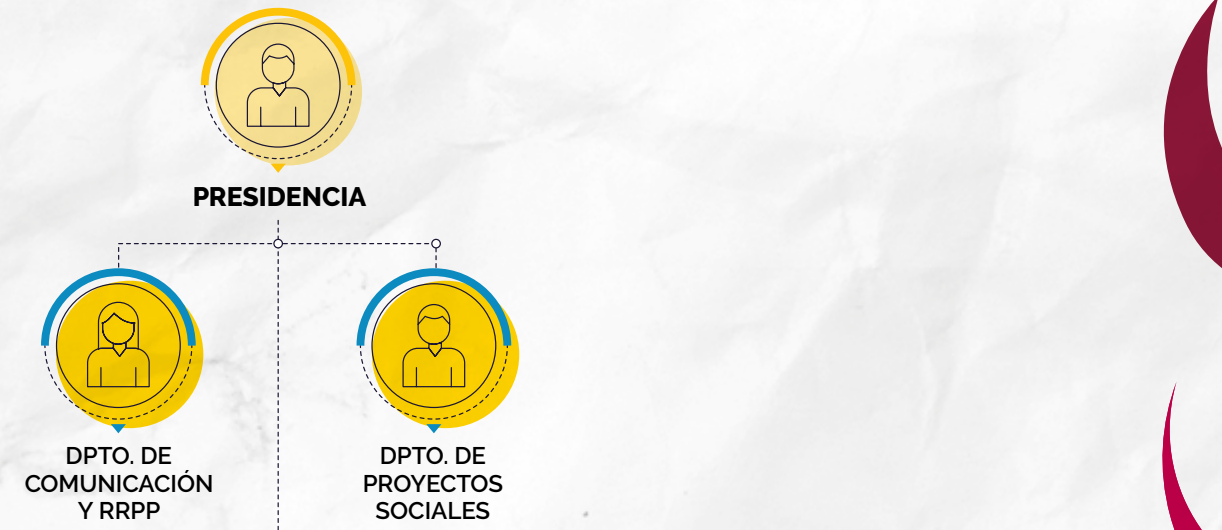 PRESIDENCIA
DPTO. DE
COMUNICACIÓN
Y RRPP
DPTO. DE
PROYECTOS
SOCIALES